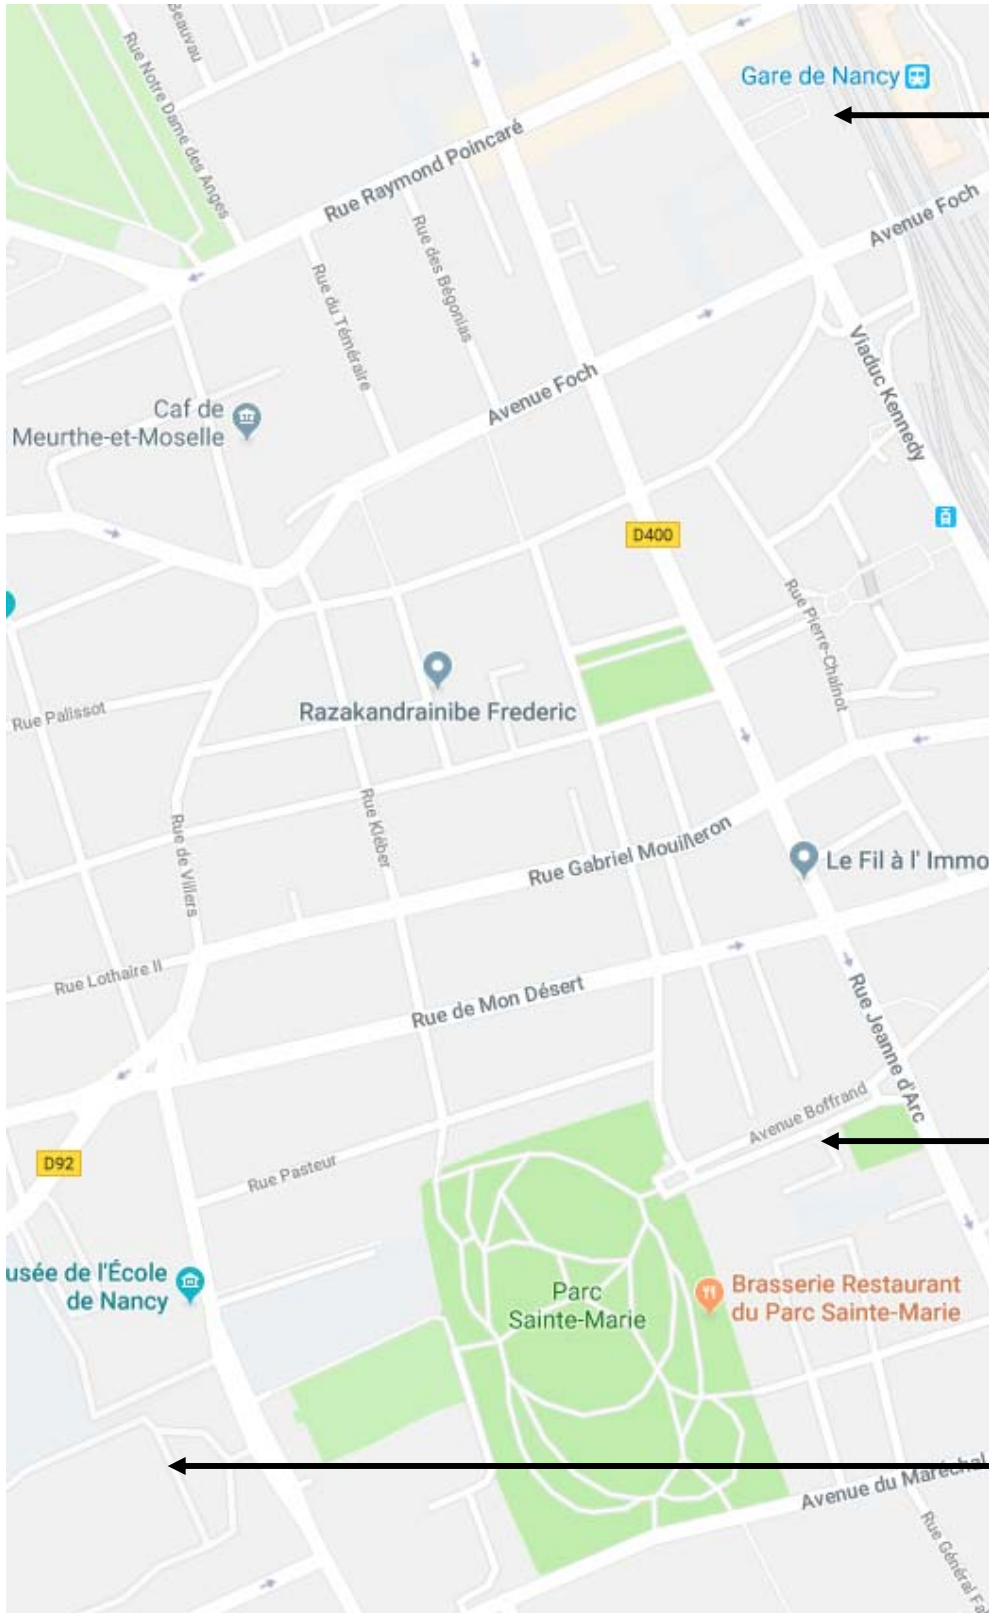 Beauvau
Rue Notre Dame des Anges
Gare de Nancy
Rue Raymond Poincaré
Avenue Foch
Rue des Bégonias
Rue du Téméraire
Viaduc Kennedy
Avenue Foch
Caf de
Meurthe-et-Moselle
D400
Rue Pierre-Chalnot
Razakandrainibe Frederic
Rue Palissot
Rue Kléber
Rue de Villers
Rue Gabriel Mouilleron
Le Fil à l' Immo
Rue Lothaire II
Rue de Mon Désert
Rue Jeanne d'Arc
Avenue Boffrand
D92
Rue Pasteur
usée de l'École
de Nancy
Parc
Sainte-Marie
Brasserie Restaurant
du Parc Sainte-Marie
Avenue du Maréchal
Rue Général Fa